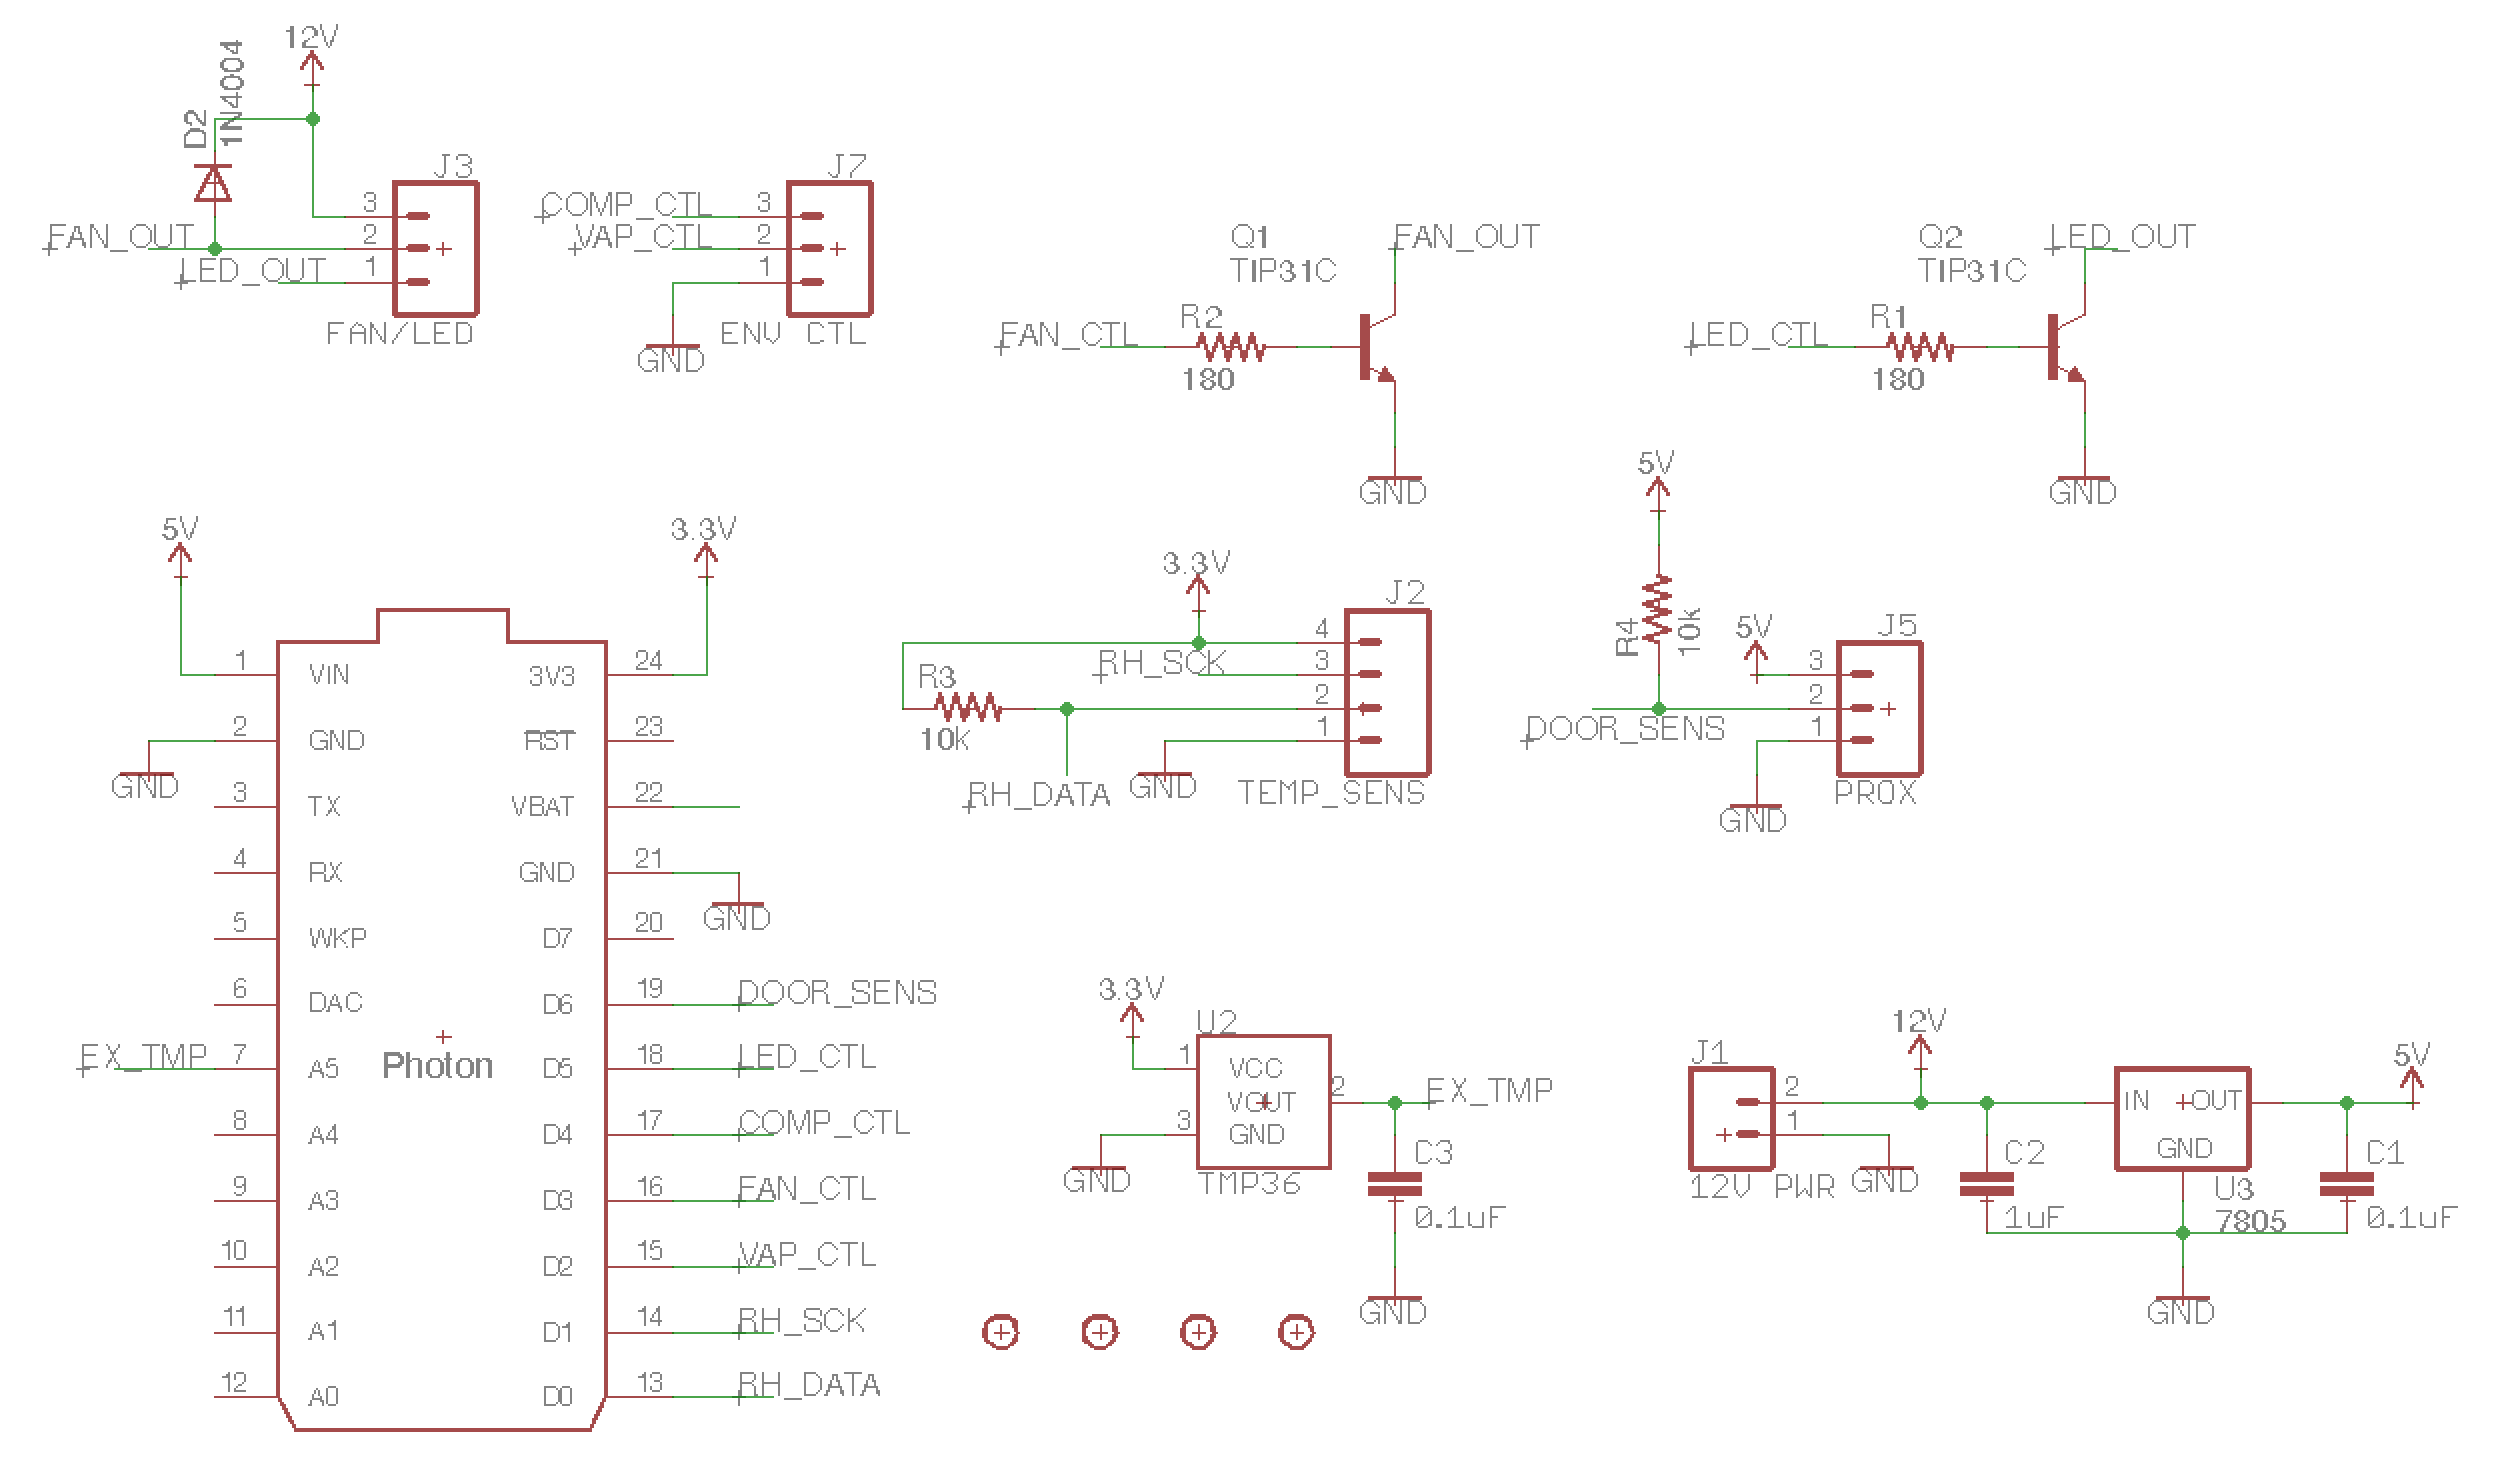 12V
D2
1N4004
J3
3
FAN_OUT
2
LED_OUT
1
FAN/LED
J7
COMP_CTL
3
VAP_CTL
2
1
GND
ENV CTL
Q1
TIP31C
FAN_OUT
FAN_CTL
R2
180
GND
Q2
TIP31C
LED_OUT
LED_CTL
R1
180
GND
5V
3.3V
1
VIN
3V3
24
2
GND
RST
23
GND
3
TX
VBAT
22
4
RX
GND
21
GND
5
WKP
D7
20
6
DAC
D6
19
DOOR_SENS
EX_TMP
7
A5
Photon
D5
18
LED_CTL
8
A4
D4
17
COMP_CTL
9
A3
D3
16
FAN_CTL
10
A2
D2
15
VAP_CTL
11
A1
D1
14
RH_SCK
12
A0
D0
13
RH_DATA
3.3V
J2
4
RH_SCK
3
R3
10K
2
1
RH_DATA
GND
TEMP_SENS
5V
R4
10k
5V
J5
3
2
DOOR_SENS
1
GND
PROX
3.3V
U2
1
VCC
VOUT
2
EX_TMP
3
GND
GND
TMP36
C3
0.1uF
GND
J1
2
1
12V PWR
GND
12V
C2
1uF
IN
OUT
GND
U3
7805
GND
5V
C1
0.1uF